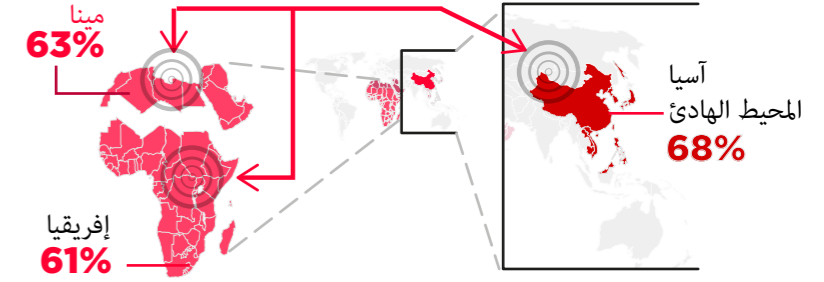 مينا
63%
آسيا
المحيط الهادئ
68%
إفريقيا
61%